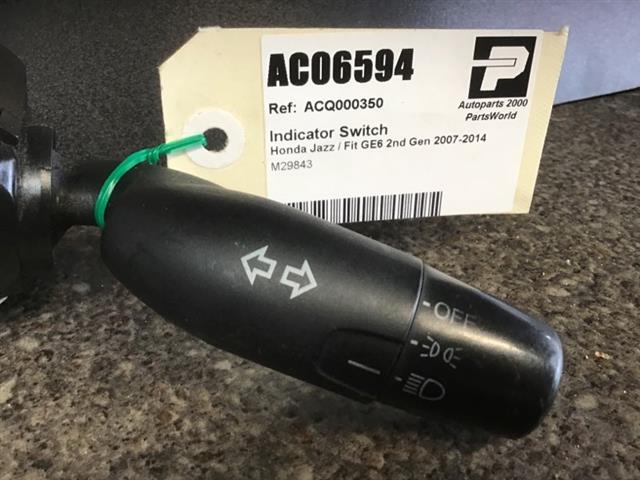 AC06594
Ref: ACQ000350
Autoparts 2000
PartsWorld
Indicator Switch
Honda Jazz / Fit GE6 2nd Gen 2007-2014
M29843
OFF